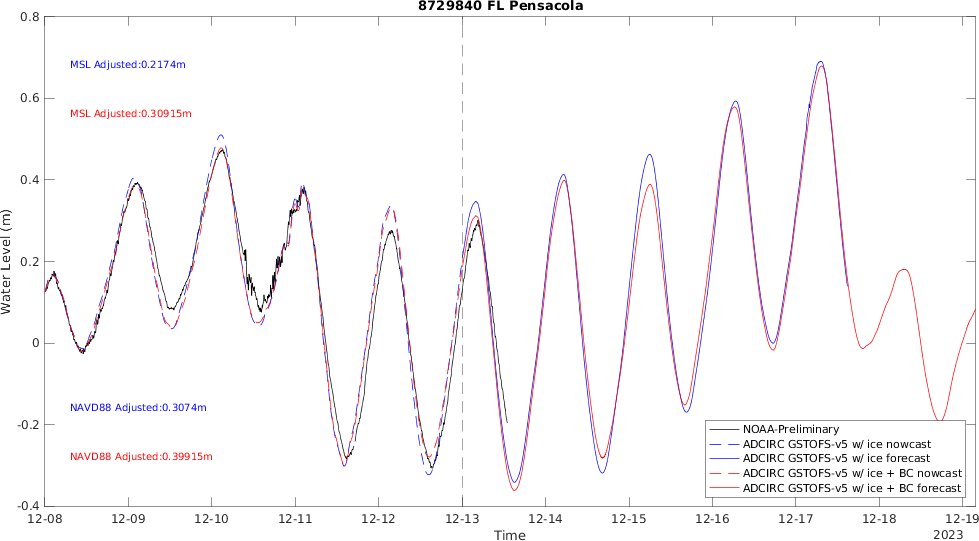 8729840 FL Pensacola
0.8
0.6
0.4
0.2
0
-0.2
-0.4
Water Level (m)
MSL Adjusted:0.2174m
MSL Adjusted:0.30915m
NAVD88 Adjusted:0.3074m
NAVD88 Adjusted:0.39915m
NOAA-Preliminary
ADCIRC GSTOFS-v5 w/ ice nowcast
ADCIRC GSTOFS-v5 w/ ice forecast
ADCIRC GSTOFS-v5 w/ ice + BC nowcast
ADCIRC GSTOFS-v5 w/ ice + BC forecast
12-08 12-09 12-10 12-11 12-12 12-13 12-14 12-15 12-16 12-17 12-18 12-19
Time
2023